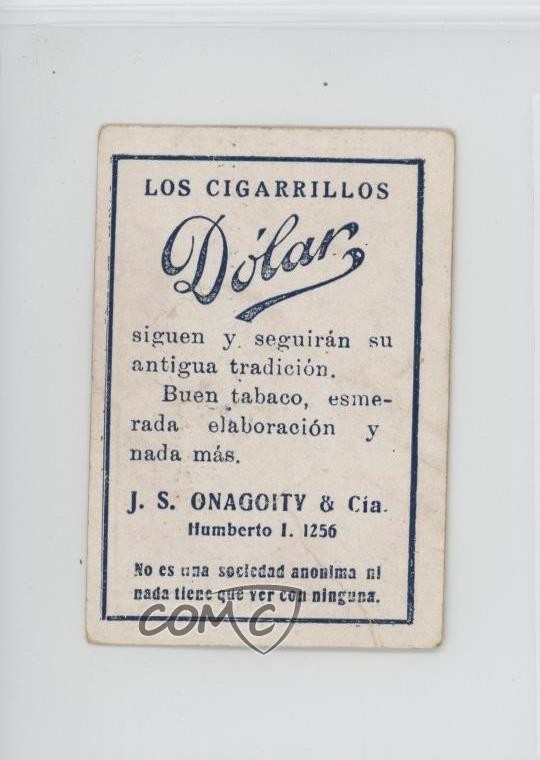 LOS CIGARRILLOS
Dólar
siguen y seguirán su
antigua tradición.
Buen tabaco, esme-
rada elaboración y
nada más.
J. S. ONAGOITY & Cía.
Humberto I. 1256
No es una sociedad anonima ni
nada tiene que ver con ninguna.
COMC